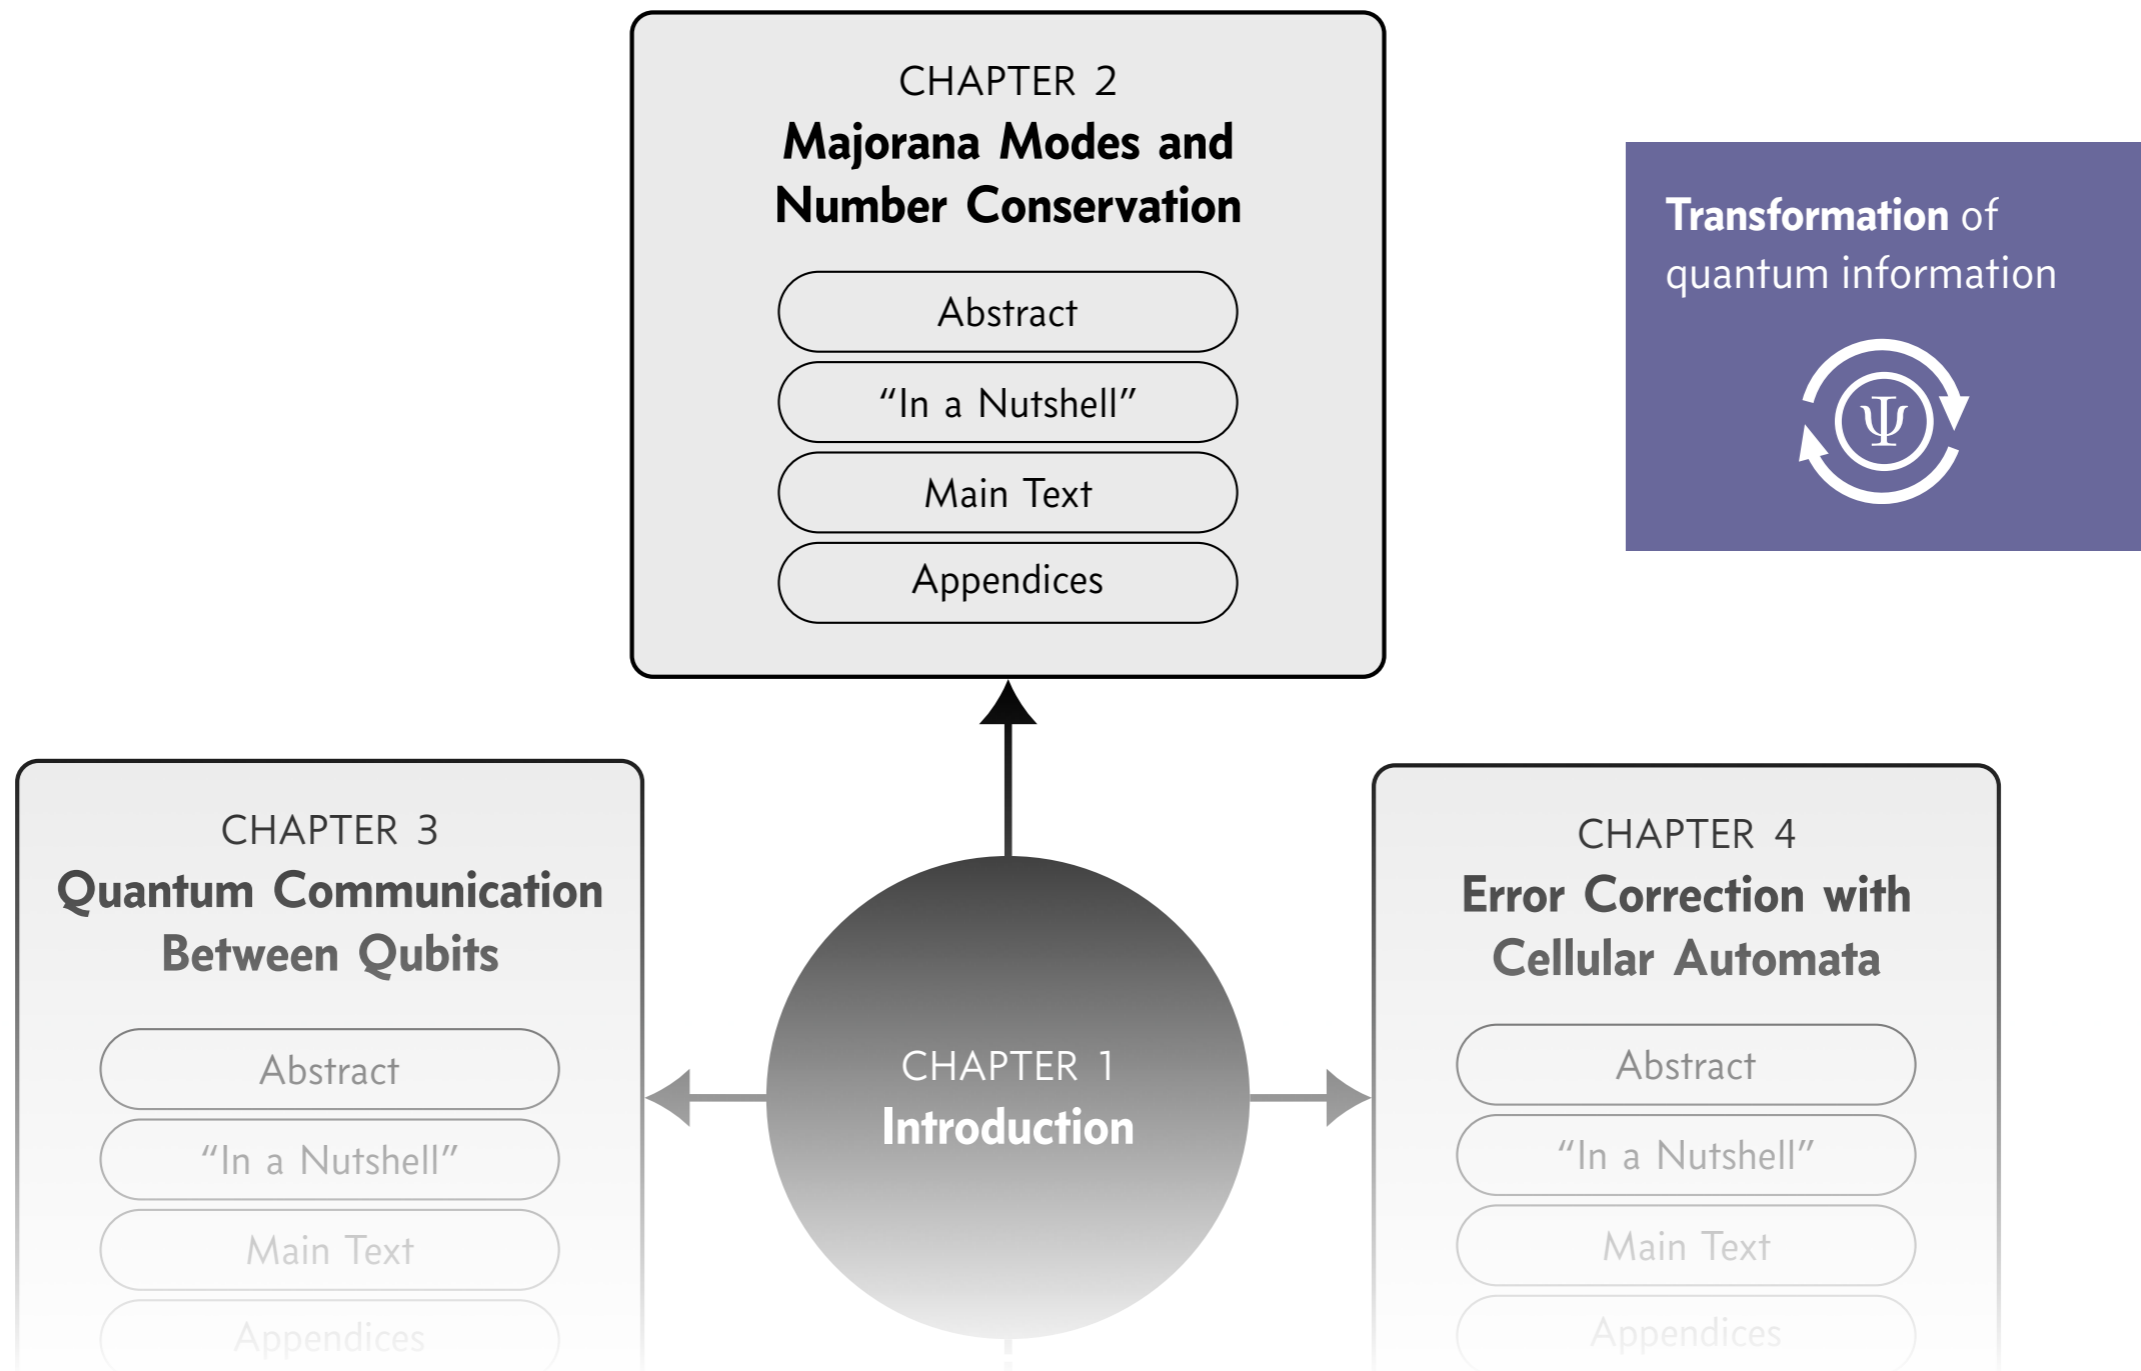 CHAPTER 2
Majorana Modes and
Number Conservation
Abstract
“In a Nutshell”
Main Text
Appendices
Transformation of
quantum information
Ψ
CHAPTER 3
Quantum Communication
Between Qubits
Abstract
“In a Nutshell”
Main Text
Appendices
CHAPTER 1
Introduction
CHAPTER 4
Error Correction with
Cellular Automata
Abstract
“In a Nutshell”
Main Text
Appendices